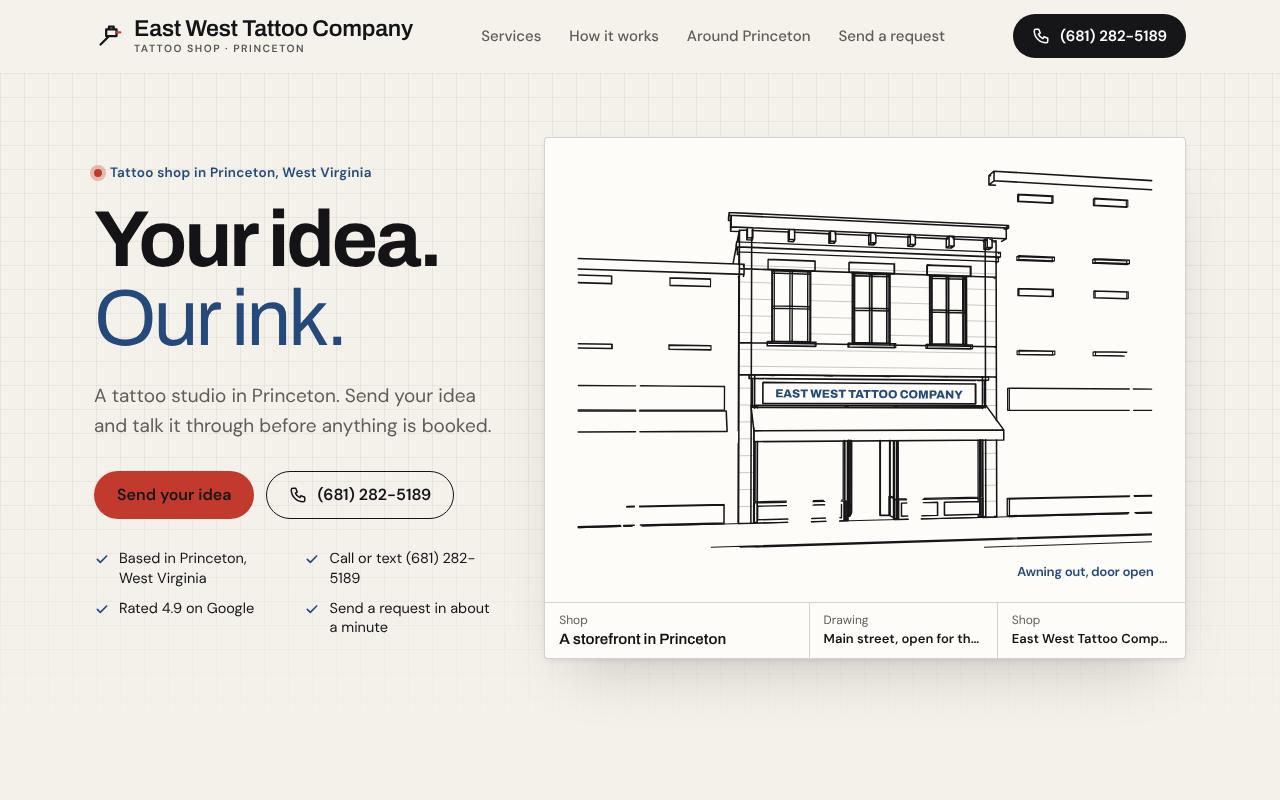 East West Tattoo Company
TATTOO SHOP · PRINCETON
Services
How it works
Around Princeton
Send a request
(681) 282-5189
Tattoo shop in Princeton, West Virginia
Your idea.
Our ink.
A tattoo studio in Princeton. Send your idea
and talk it through before anything is booked.
Send your idea
(681) 282-5189
Based in Princeton,
West Virginia
Call or text (681) 282-
5189
Rated 4.9 on Google
Send a request in about
a minute
EAST WEST TATTOO COMPANY
Awning out, door open
Shop
A storefront in Princeton
Drawing
Main street, open for th...
Shop
East West Tattoo Comp...